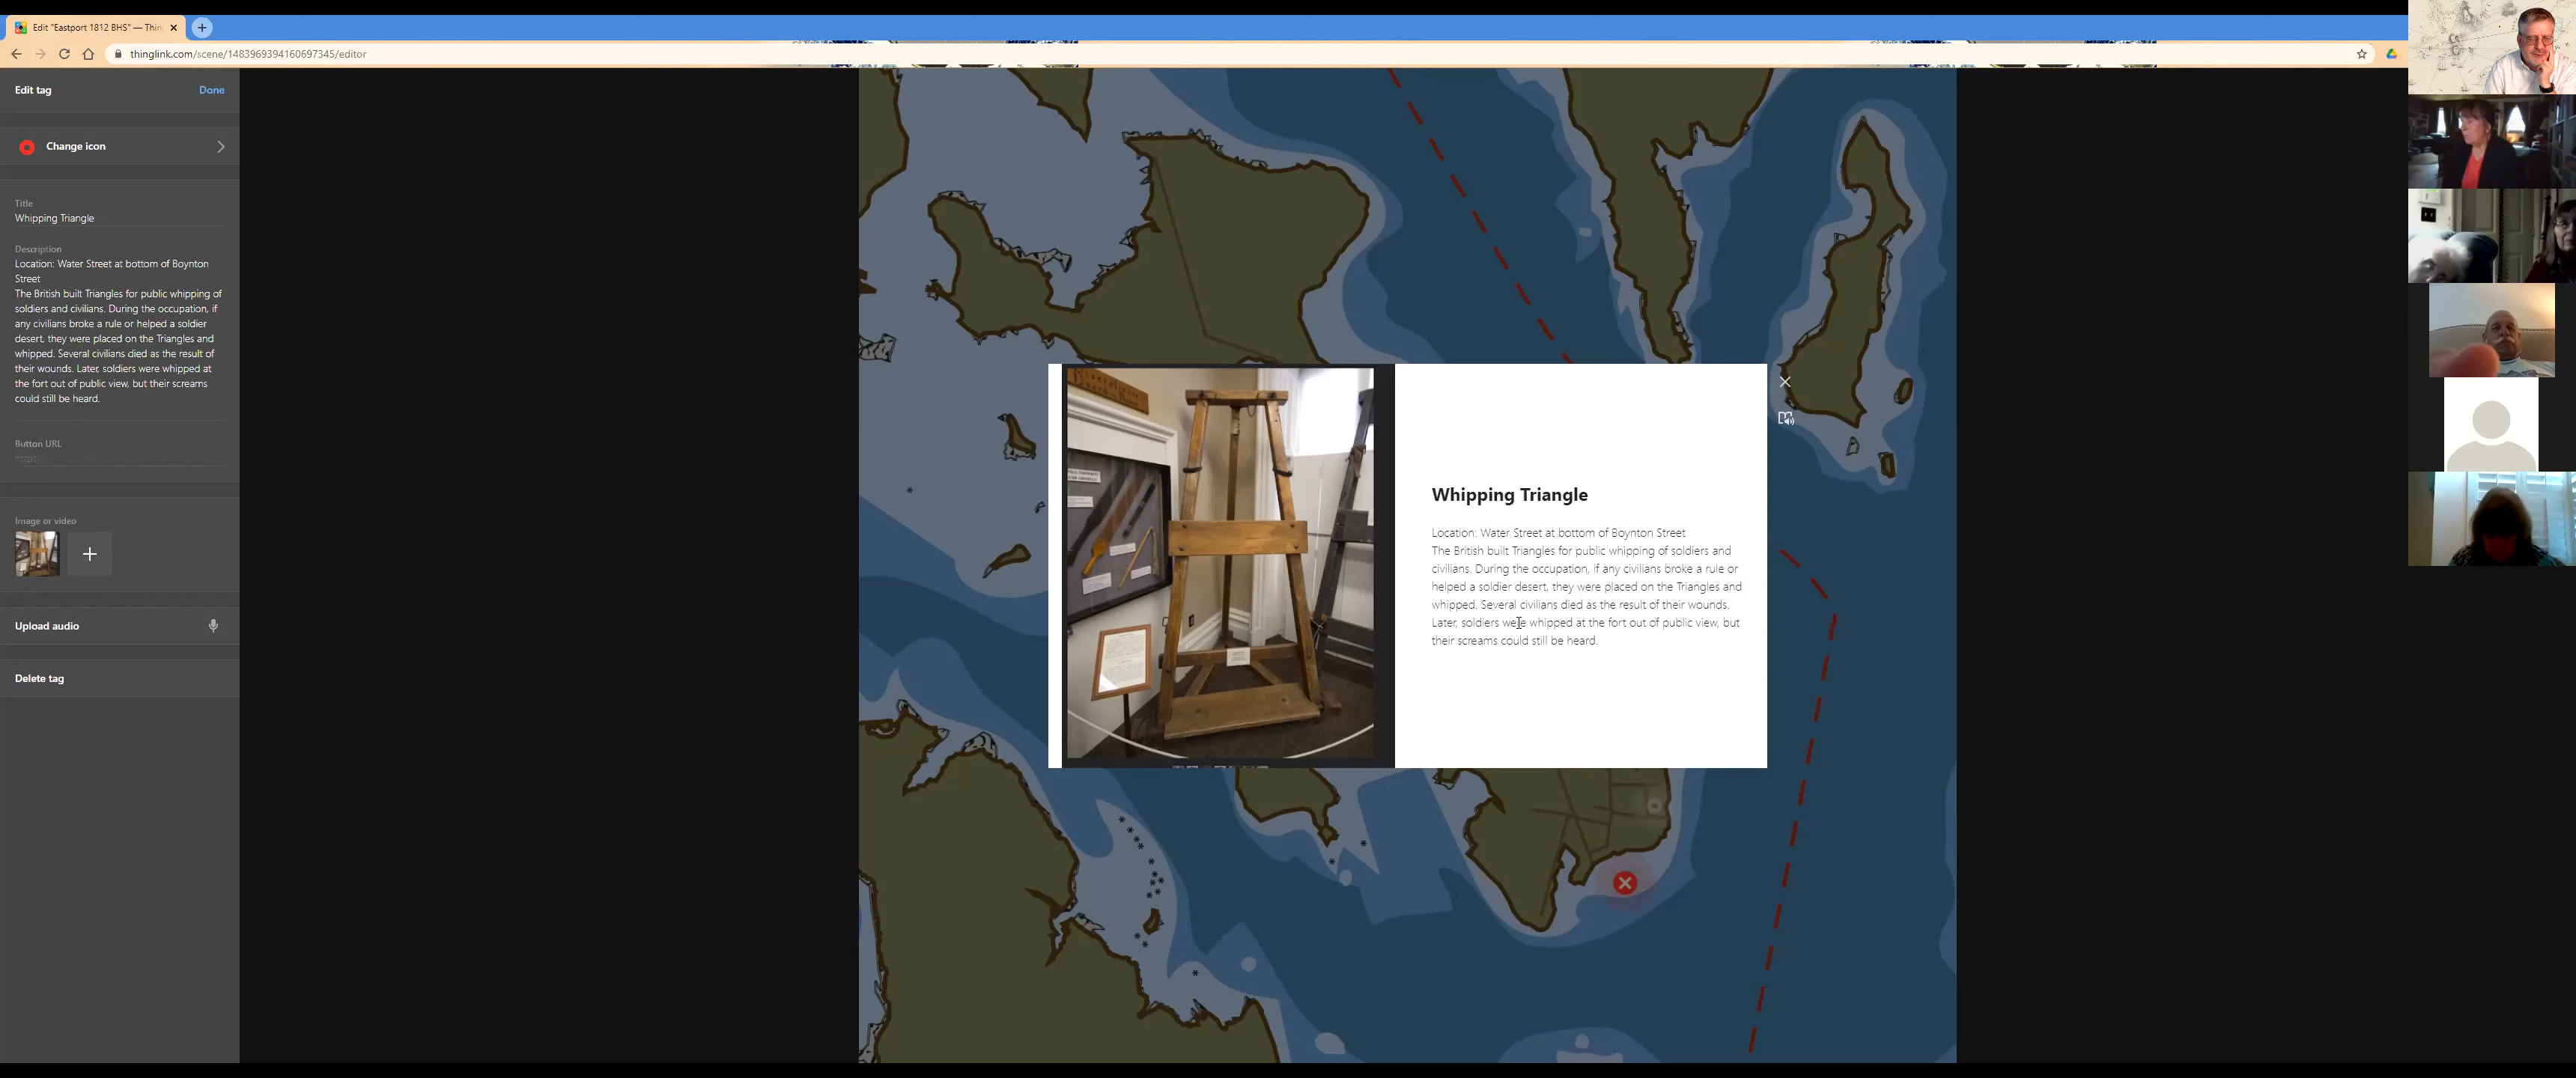 Edit "Eastport 1812 BHS" — Thin
thinglink.com/scene/1483969394160697345/editor
Edit tag
Done
Change icon
Title
Whipping Triangle
Description
Location: Water Street at bottom of Boynton
Street
The British built Triangles for public whipping of
soldiers and civilians. During the occupation, if
any civilians broke a rule or helped a soldier
desert, they were placed on the Triangles and
whipped. Several civilians died as the result of
their wounds. Later, soldiers were whipped at
the fort out of public view, but their screams
could still be heard.
Button URL
Image or video
Upload audio
Delete tag
Whipping Triangle
Location: Water Street at bottom of Boynton Street
The British built Triangles for public whipping of soldiers and
civilians. During the occupation, if any civilians broke a rule or
helped a soldier desert, they were placed on the Triangles and
whipped. Several civilians died as the result of their wounds.
Later, soldiers were whipped at the fort out of public view, but
their screams could still be heard.